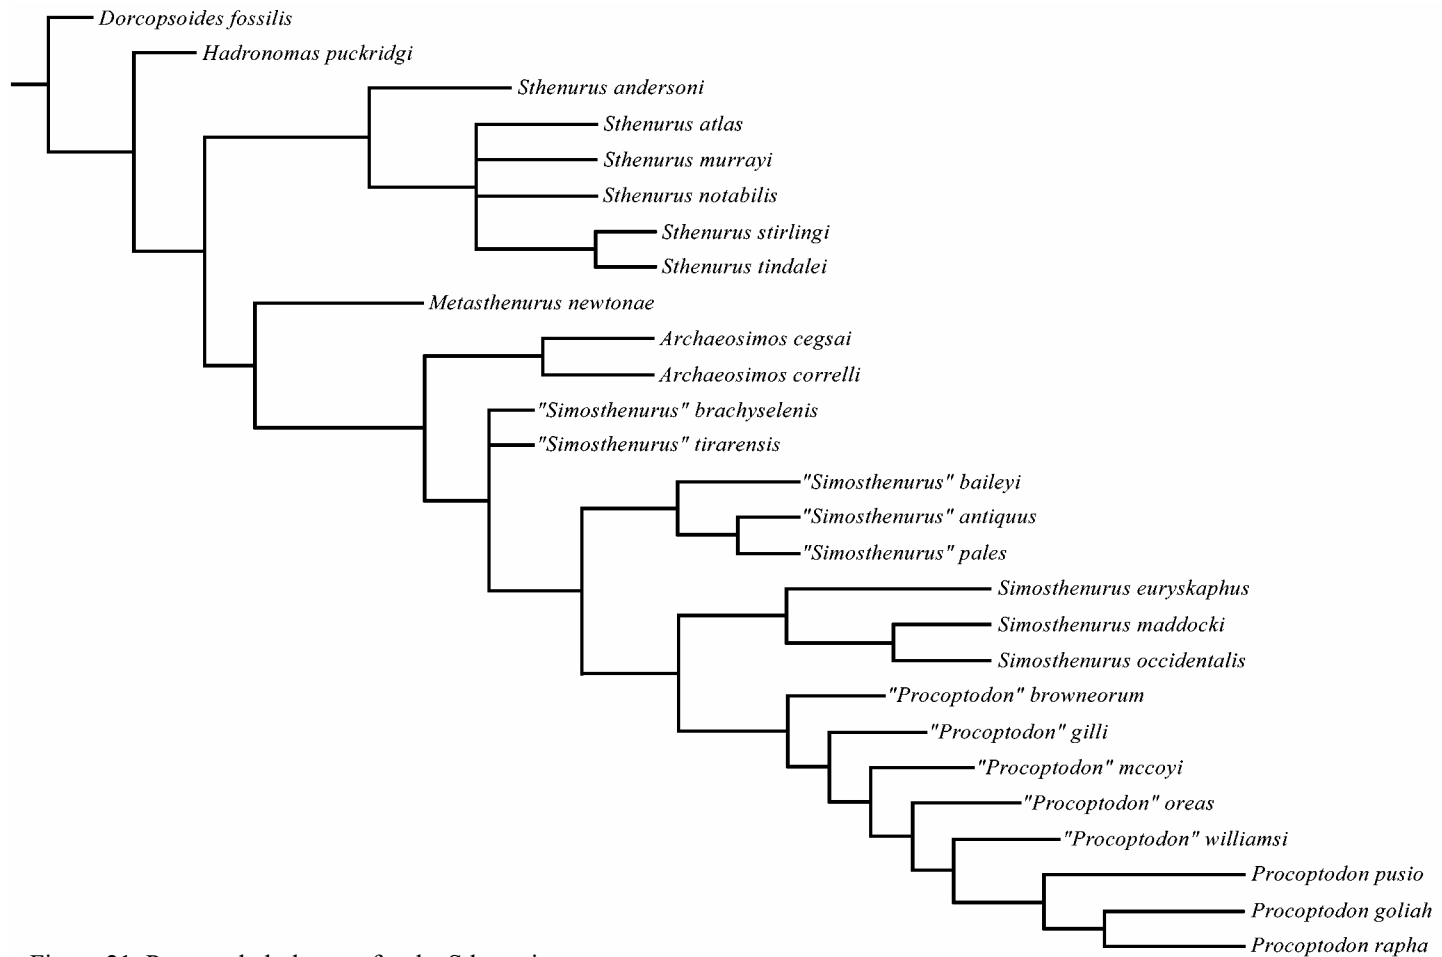 Dorcopsoides fossilis
Hadronomas puckridgi
Sthenurus andersoni
Sthenurus atlas
Sthenurus murrayi
Sthenurus notabilis
Sthenurus stirlingi
Sthenurus tindalei
Metasthenurus newtonae
Archaeosimos cegsai
Archaeosimos correlli
"Simosthenurus" brachyselenis
"Simosthenurus" tirarensis
"Simosthenurus" baileyi
"Simosthenurus" antiquus
"Simosthenurus" pales
Simosthenurus euryskaphus
Simosthenurus maddocki
Simosthenurus occidentalis
"Procoptodon" browneorum
"Procoptodon" gilli
"Procoptodon" mccoyi
"Procoptodon" oreas
"Procoptodon" williamsi
Procoptodon pusio
Procoptodon goliah
Procoptodon rapha